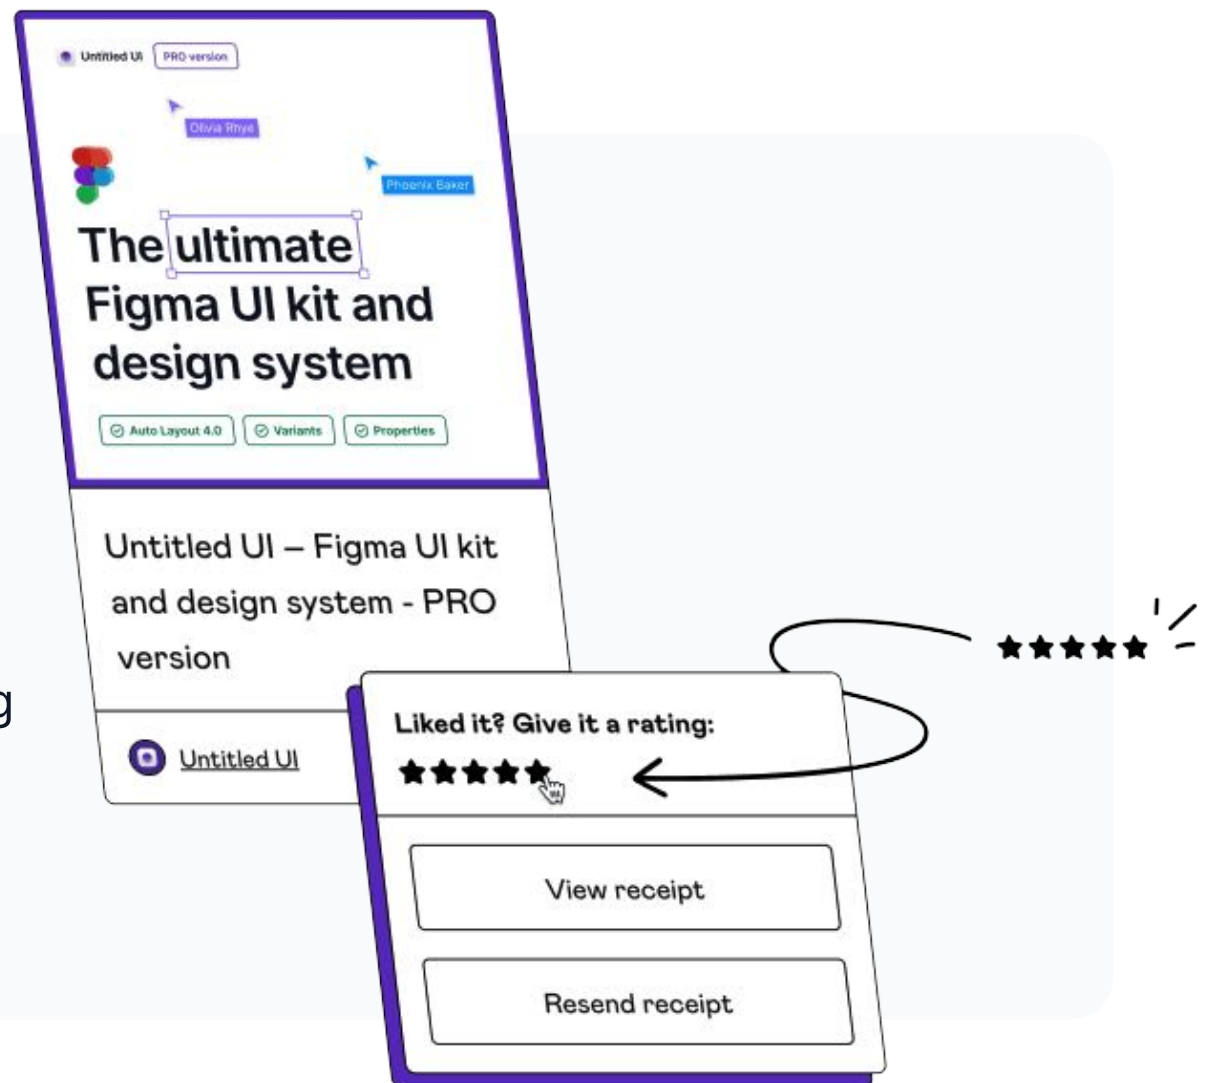 Untitled UI PRO version
Olivia Rhye
Phoenix Baker
The ultimate
Figma UI kit and
design system
Auto Layout 4.0 Variants Properties
Untitled UI – Figma UI kit
and design system - PRO
version
g
Untitled UI
Liked it? Give it a rating:
View receipt
Resend receipt